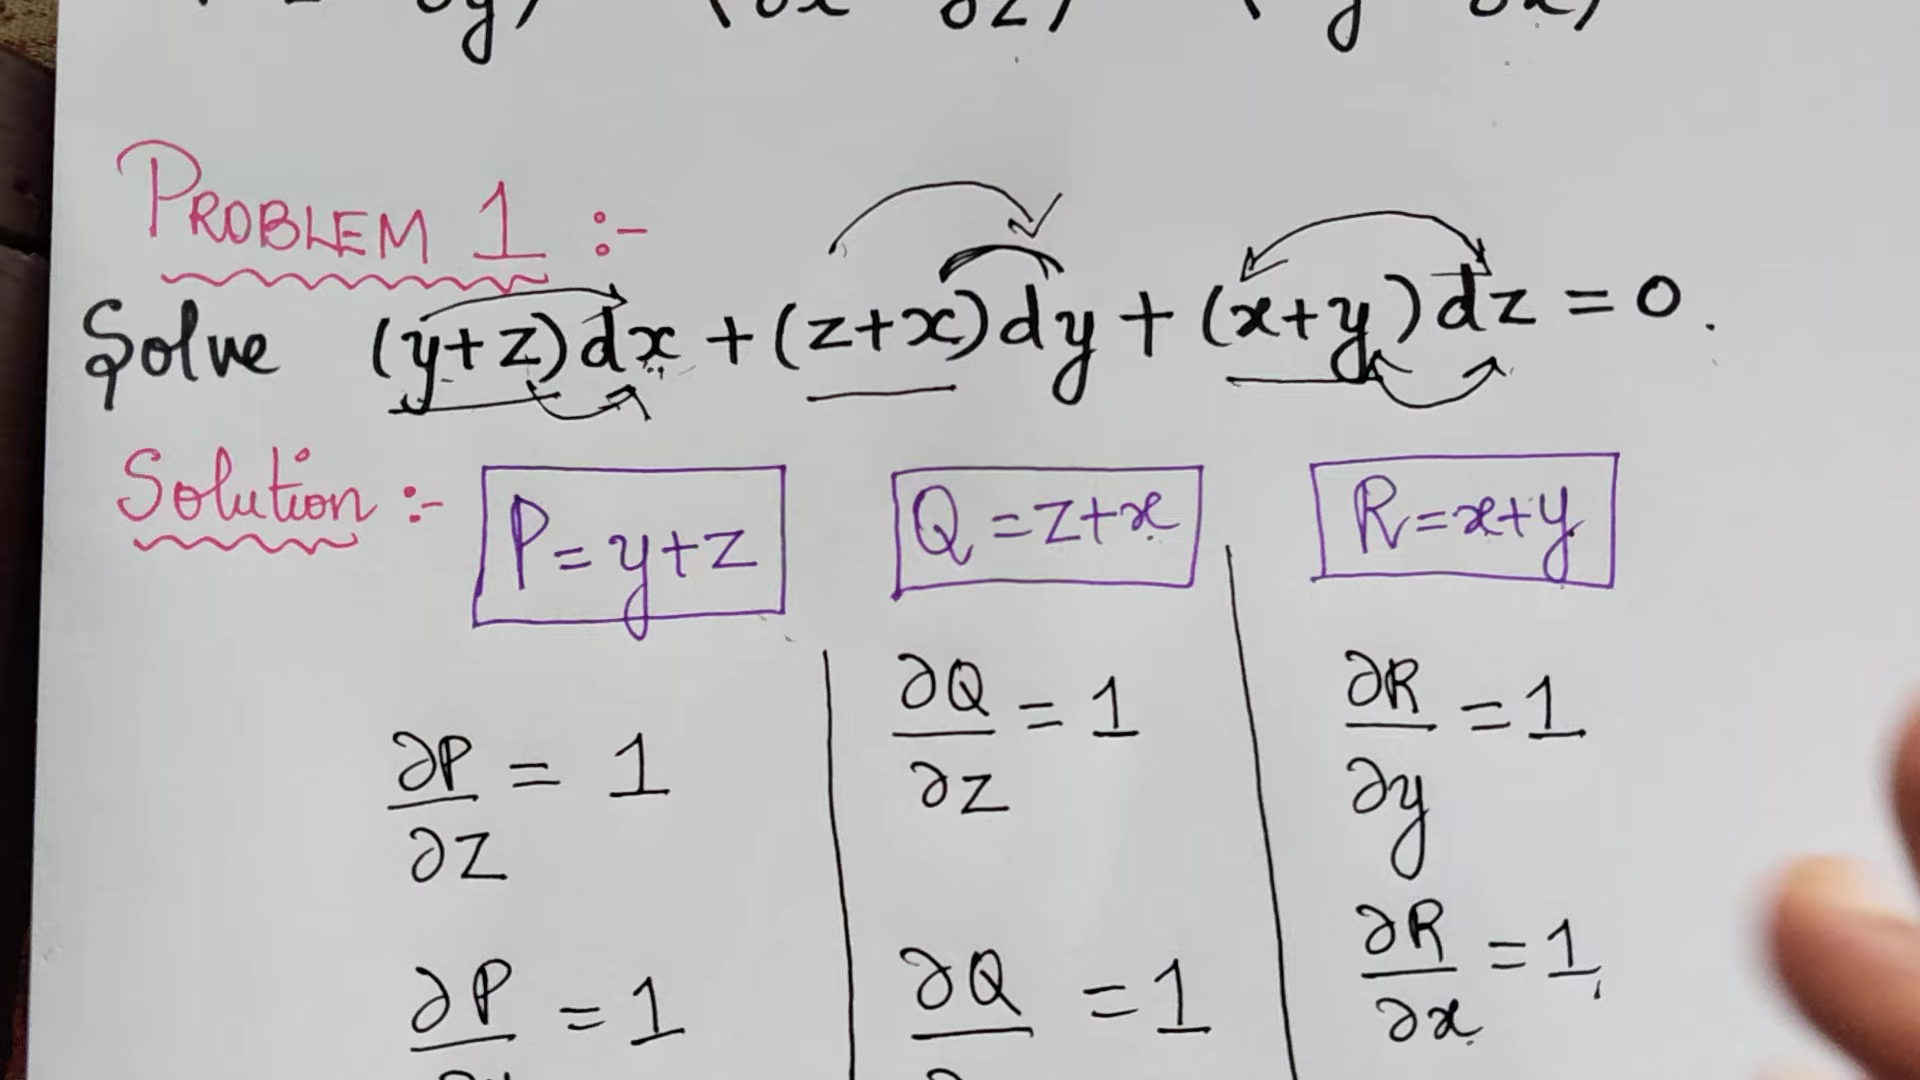 PROBLEM 1 :-
Solve (y+z)dx + (z+x)dy + (x+y)dz = 0.
Solution :- P=y+z Q=z+x R=x+y
∂P/∂z = 1 ∂Q/∂z = 1 ∂R/∂y = 1
∂P = 1 ∂Q = 1 ∂R/∂x = 1